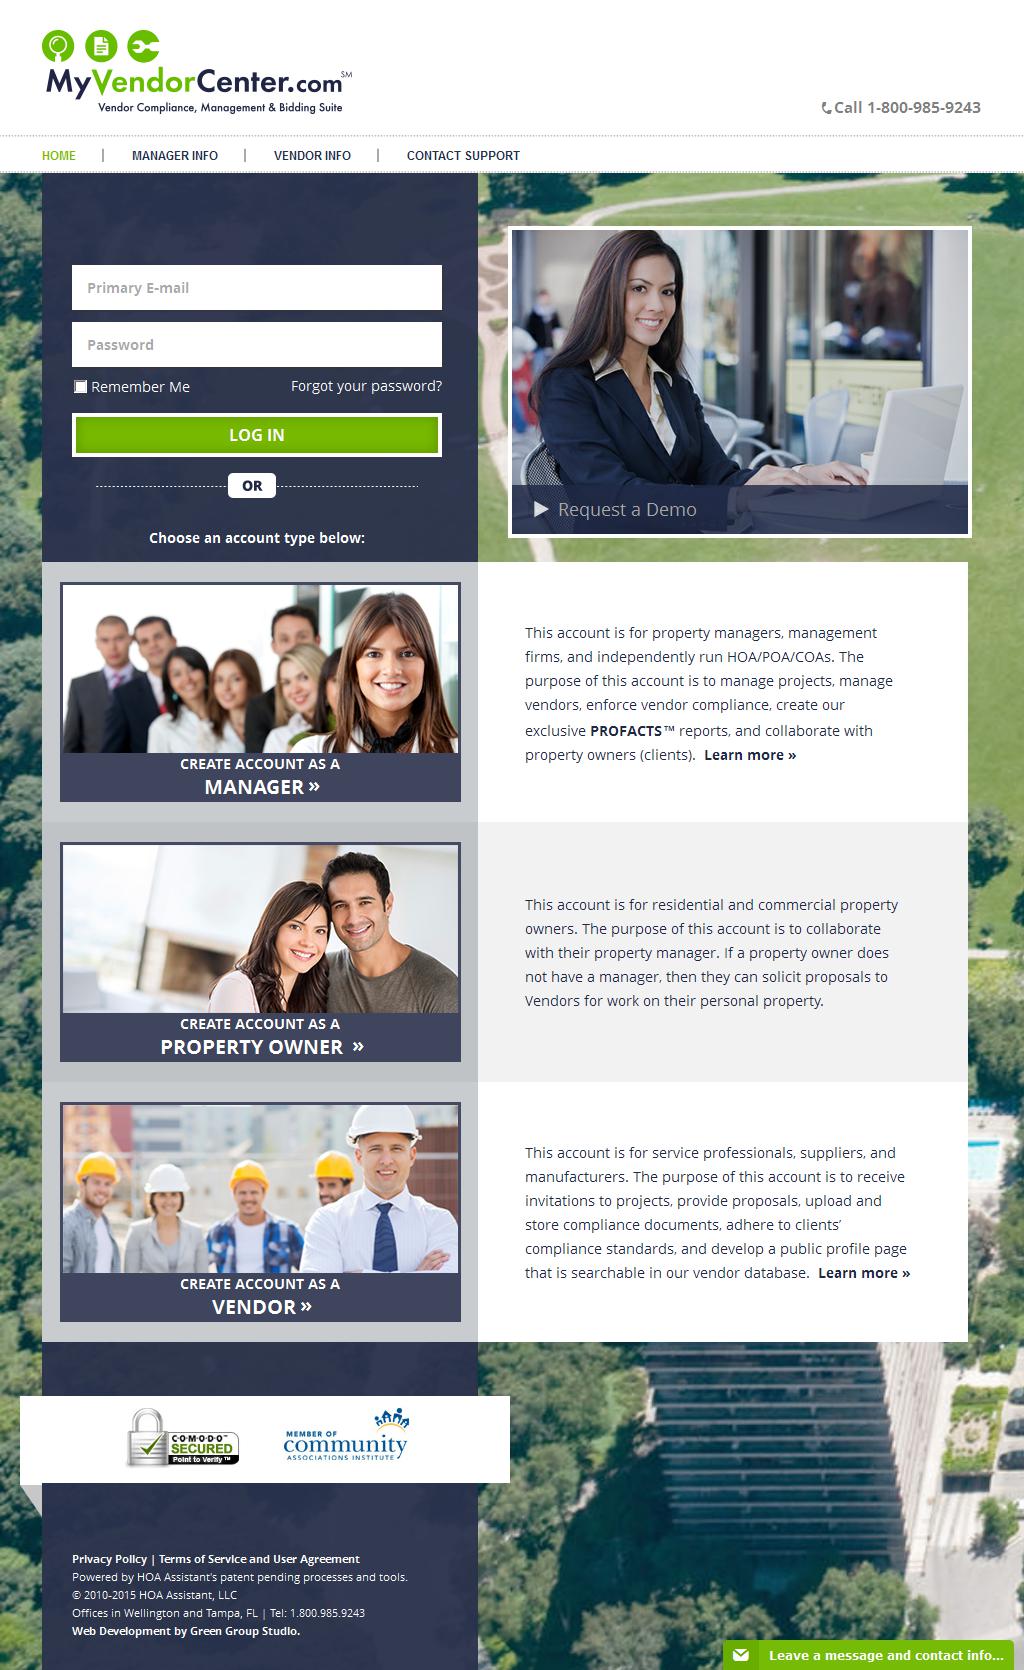 MyVendorCenter.com℠
Vendor Compliance, Management & Bidding Suite
Call 1-800-985-9243
HOME | MANAGER INFO | VENDOR INFO | CONTACT SUPPORT
Primary E-mail
Password
Remember Me Forgot your password?
LOG IN
OR
Choose an account type below:
Request a Demo
CREATE ACCOUNT AS A
MANAGER »
This account is for property managers, management
firms, and independently run HOA/POA/COAs. The
purpose of this account is to manage projects, manage
vendors, enforce vendor compliance, create our
exclusive PROFACTS™ reports, and collaborate with
property owners (clients). Learn more »
CREATE ACCOUNT AS A
PROPERTY OWNER »
This account is for residential and commercial property
owners. The purpose of this account is to collaborate
with their property manager. If a property owner does
not have a manager, then they can solicit proposals to
Vendors for work on their personal property.
CREATE ACCOUNT AS A
VENDOR »
This account is for service professionals, suppliers, and
manufacturers. The purpose of this account is to receive
invitations to projects, provide proposals, upload and
store compliance documents, adhere to clients'
compliance standards, and develop a public profile page
that is searchable in our vendor database. Learn more »
C·O·M·O·D·O™
SECURED
Point to Verify™
MEMBER OF
community
ASSOCIATIONS INSTITUTE
Privacy Policy | Terms of Service and User Agreement
Powered by HOA Assistant's patent pending processes and tools.
© 2010-2015 HOA Assistant, LLC
Offices in Wellington and Tampa, FL | Tel: 1.800.985.9243
Web Development by Green Group Studio.
Leave a message and contact info...